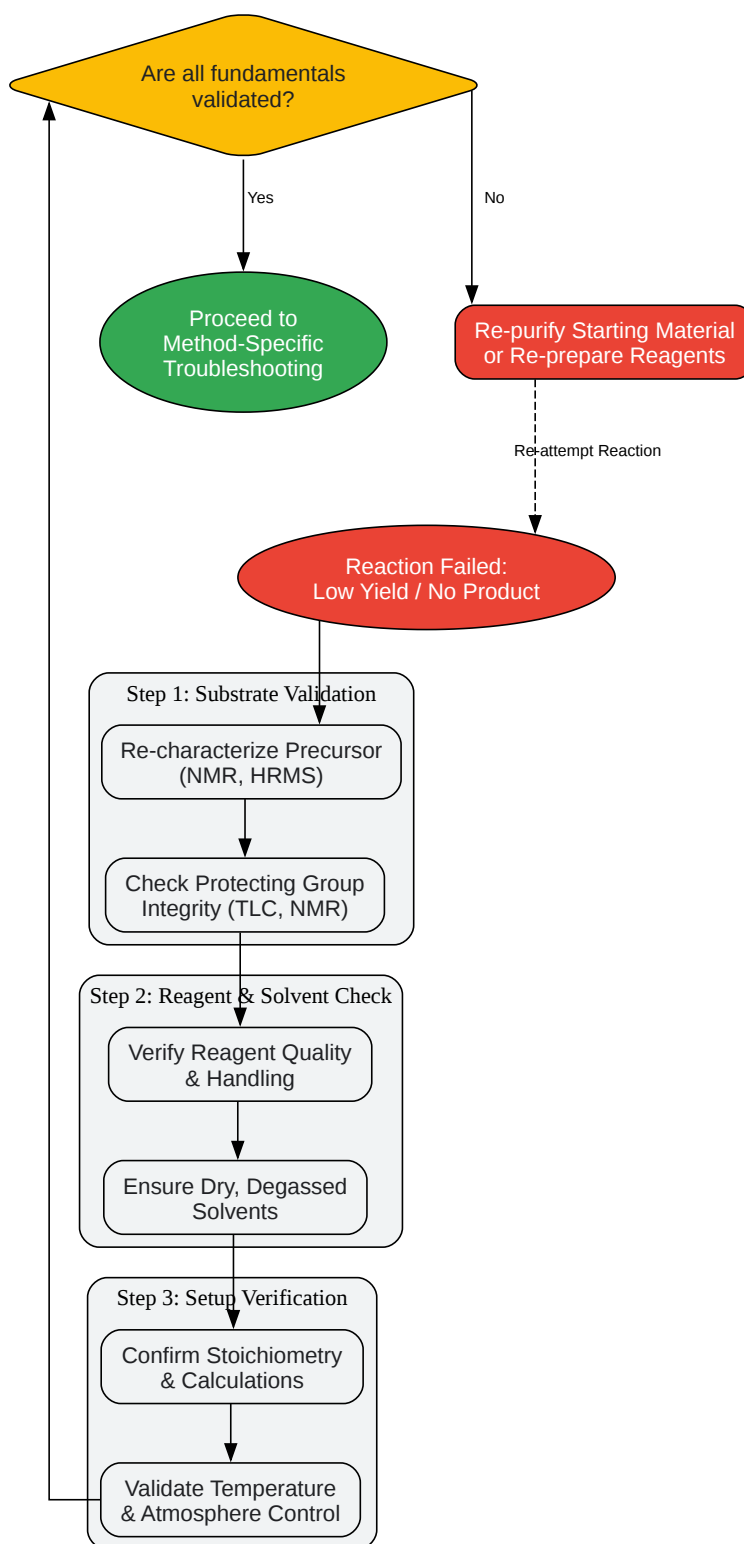 Are all fundamentals
validated?
Yes
No
Proceed to
Method-Specific
Troubleshooting
Re-purify Starting Material
or Re-prepare Reagents
Re-attempt Reaction
Reaction Failed:
Low Yield / No Product
Step 1: Substrate Validation
Re-characterize Precursor
(NMR, HRMS)
Check Protecting Group
Integrity (TLC, NMR)
Step 2: Reagent & Solvent Check
Verify Reagent Quality
& Handling
Ensure Dry, Degassed
Solvents
Step 3: Setup Verification
Confirm Stoichiometry
& Calculations
Validate Temperature
& Atmosphere Control